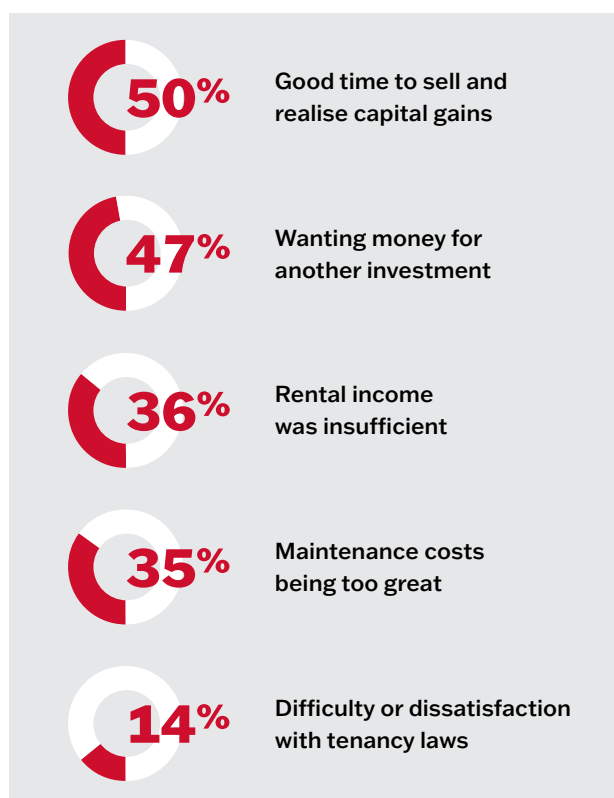 50%
Good time to sell and
realise capital gains
47%
Wanting money for
another investment
36%
Rental income
was insufficient
35%
Maintenance costs
being too great
14%
Difficulty or dissatisfaction
with tenancy laws